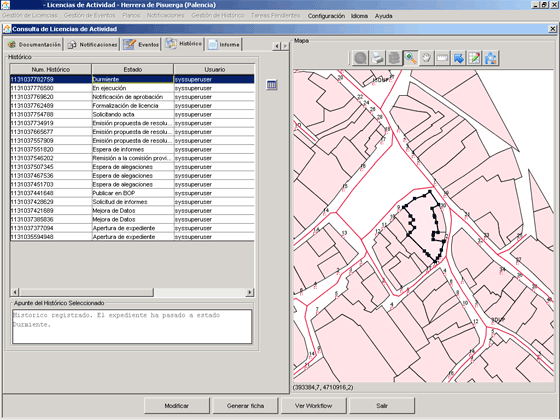 - Licencias de Actividad - Herrera de Pisuerga (Palencia)
Gestión de Licencias Gestión de Eventos Planos Notificaciones Gestión de Histórico Tareas Pendientes Configuración Idioma Ayuda
Consulta de Licencias de Actividad
Documentación Notificaciones Eventos Histórico Informe
Mapa
Histórico
Num. Histórico Estado Usuario
1131037782759 Durmiente syssuperuser
1131037776580 En ejecución syssuperuser
1131037769620 Notificación de aprobación syssuperuser
1131037762489 Formalización de licencia syssuperuser
1131037754788 Solicitando acta syssuperuser
1131037734919 Emisión propuesta de resolu... syssuperuser
1131037665677 Emisión propuesta de resolu... syssuperuser
1131037557909 Emisión propuesta de resolu... syssuperuser
1131037551820 Espera de informes syssuperuser
1131037546202 Remisión a la comisión provi... syssuperuser
1131037507345 Espera de alegaciones syssuperuser
1131037467536 Espera de alegaciones syssuperuser
1131037451703 Espera de alegaciones syssuperuser
1131037441648 Publicar en BOP syssuperuser
1131037428629 Solicitud de informes syssuperuser
1131037421689 Mejora de Datos syssuperuser
1131037385836 Mejora de Datos syssuperuser
1131037377094 Apertura de expediente syssuperuser
1131035594948 Apertura de expediente syssuperuser
Apunte del Histórico Seleccionado
Historico registrado. El expediente ha pasado a estado
Durmiente.
(393384,7, 4710916,2)
Modificar Generar ficha Ver Workflow Salir